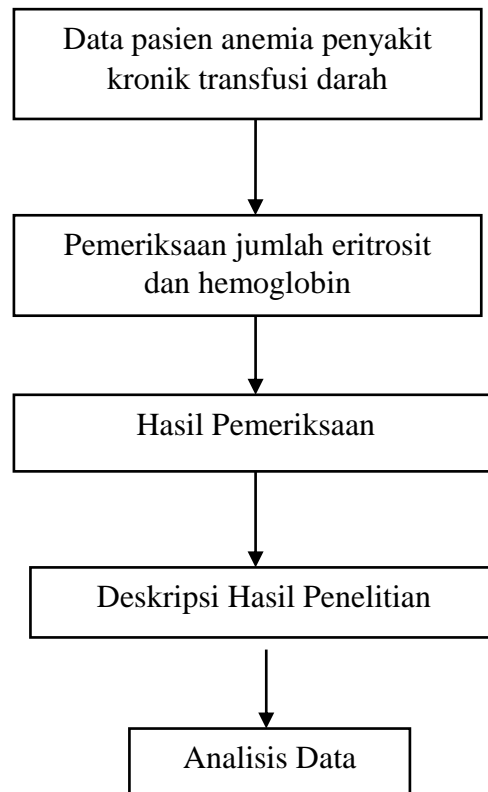 Data pasien anemia penyakit
kronik transfusi darah
Pemeriksaan jumlah eritrosit
dan hemoglobin
Hasil Pemeriksaan
Deskripsi Hasil Penelitian
Analisis Data